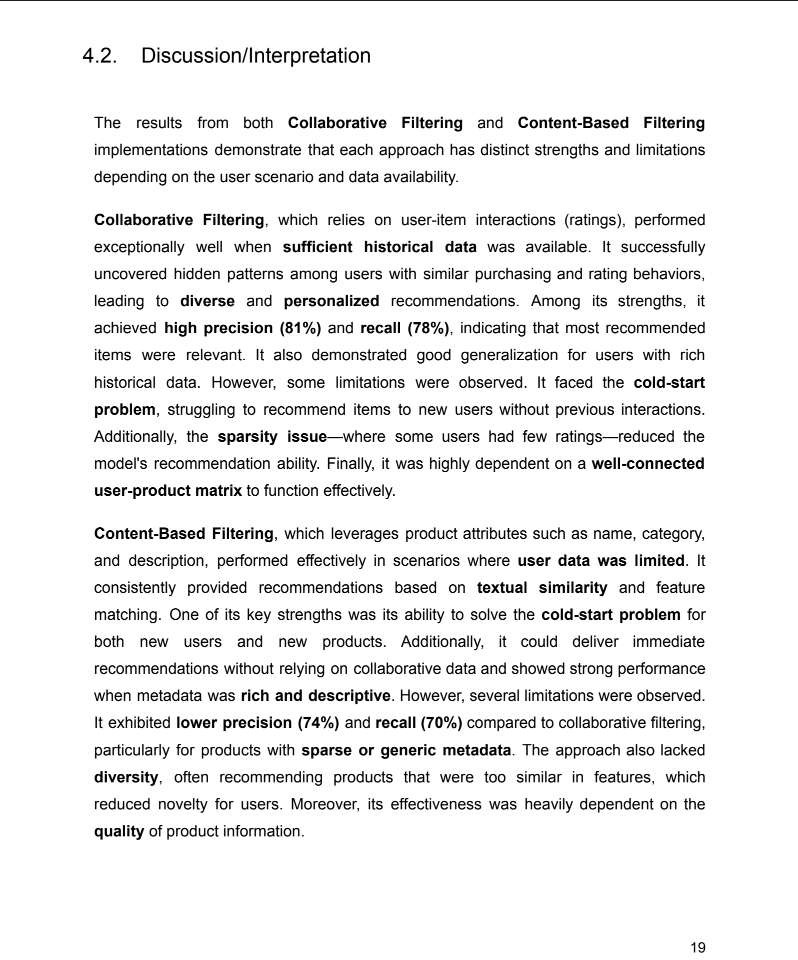 4.2. Discussion/Interpretation
The results from both Collaborative Filtering and Content-Based Filtering
implementations demonstrate that each approach has distinct strengths and limitations
depending on the user scenario and data availability.
Collaborative Filtering, which relies on user-item interactions (ratings), performed
exceptionally well when sufficient historical data was available. It successfully
uncovered hidden patterns among users with similar purchasing and rating behaviors,
leading to diverse and personalized recommendations. Among its strengths, it
achieved high precision (81%) and recall (78%), indicating that most recommended
items were relevant. It also demonstrated good generalization for users with rich
historical data. However, some limitations were observed. It faced the cold-start
problem, struggling to recommend items to new users without previous interactions.
Additionally, the sparsity issue—where some users had few ratings—reduced the
model's recommendation ability. Finally, it was highly dependent on a well-connected
user-product matrix to function effectively.
Content-Based Filtering, which leverages product attributes such as name, category,
and description, performed effectively in scenarios where user data was limited. It
consistently provided recommendations based on textual similarity and feature
matching. One of its key strengths was its ability to solve the cold-start problem for
both new users and new products. Additionally, it could deliver immediate
recommendations without relying on collaborative data and showed strong performance
when metadata was rich and descriptive. However, several limitations were observed.
It exhibited lower precision (74%) and recall (70%) compared to collaborative filtering,
particularly for products with sparse or generic metadata. The approach also lacked
diversity, often recommending products that were too similar in features, which
reduced novelty for users. Moreover, its effectiveness was heavily dependent on the
quality of product information.
19